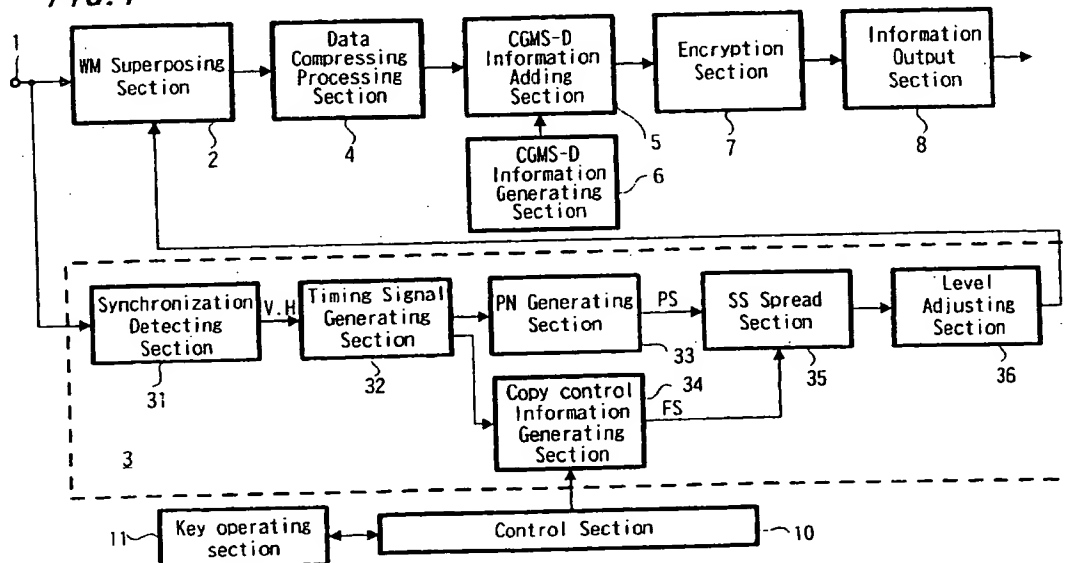 1
WM Superposing
Section
2
Data
Compressing
Processing
Section
4
CGMS-D
Information
Adding
Section
5
Encryption
Section
7
Information
Output
Section
8
CGMS-D
Information
Generating
Section
6
Synchronization
Detecting
Section
31
V.H
Timing Signal
Generating
Section
32
PN Generating
Section
33
PS
SS Spread
Section
35
Level
Adjusting
Section
36
Copy control
Information
Generating
Section
34
FS
3
11
Key operating
section
Control Section
10